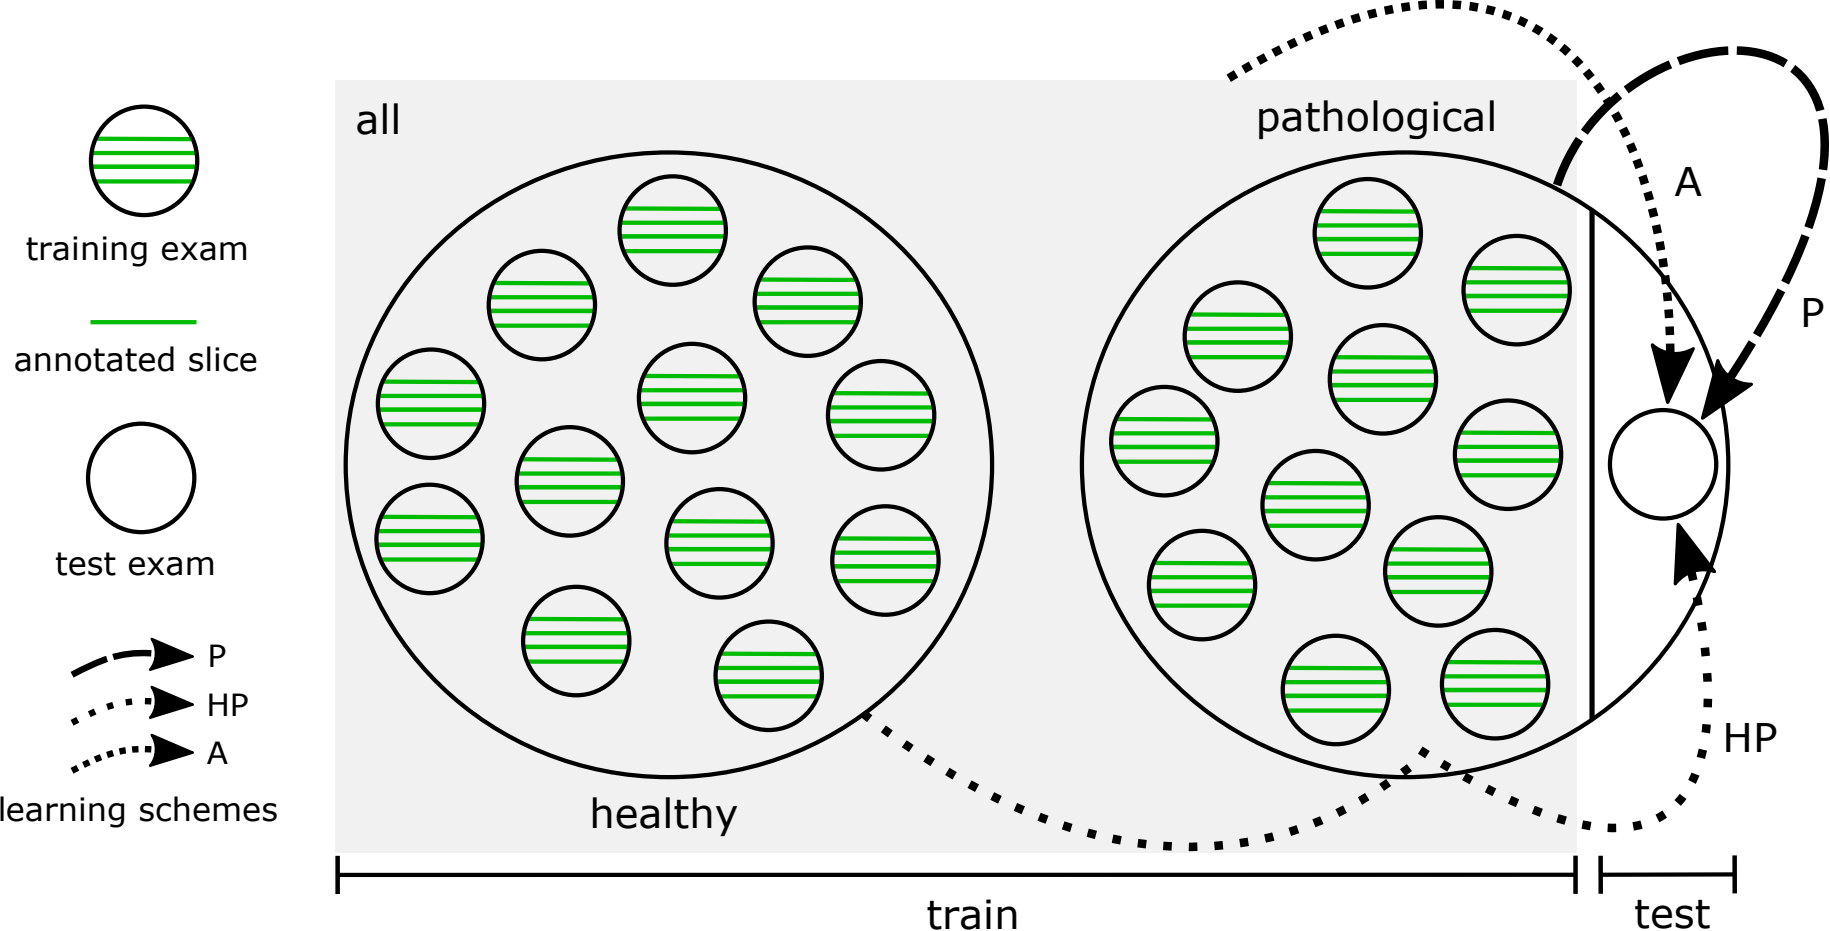 training exam
annotated slice
test exam
P
HP
A
learning schemes
all
pathological
healthy
A
P
HP
train
test